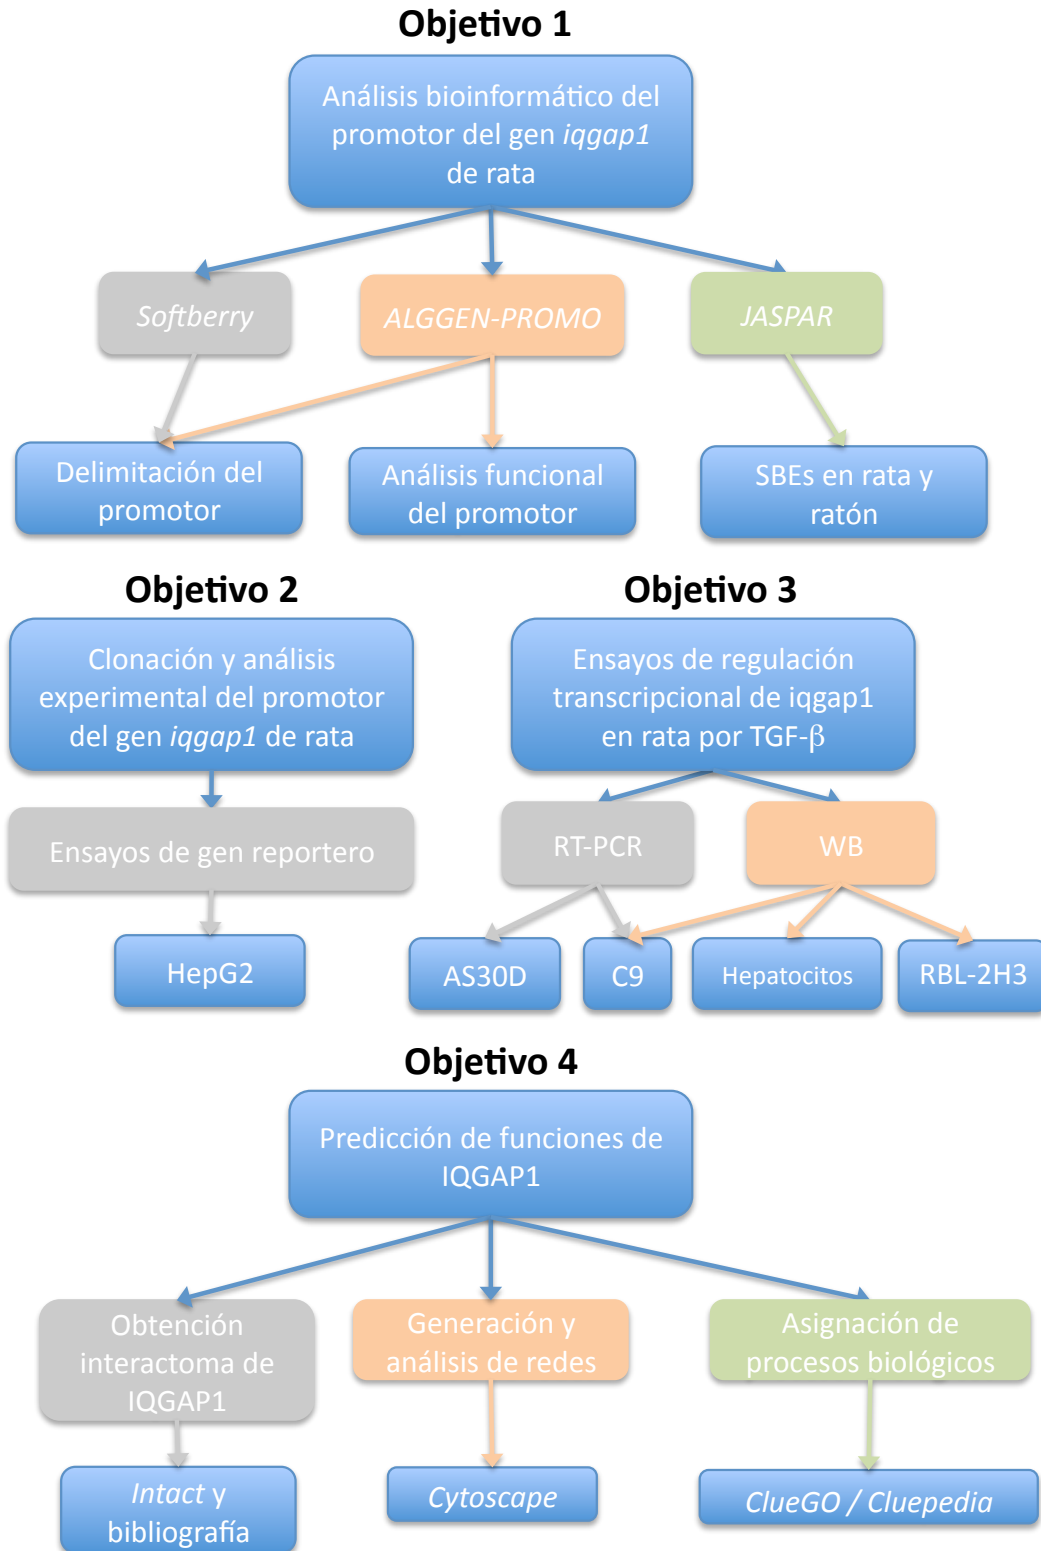 Objetivo 1
Análisis bioinformático del
promotor del gen iqgap1
de rata
Softberry
ALGGEN-PROMO
JASPAR
Delimitación del
promotor
Análisis funcional
del promotor
SBEs en rata y
ratón
Objetivo 2
Clonación y análisis
experimental del promotor
del gen iqgap1 de rata
Ensayos de gen reportero
HepG2
Objetivo 3
Ensayos de regulación
transcripcional de iqgap1
en rata por TGF-β
RT-PCR
WB
AS30D
C9
Hepatocitos
RBL-2H3
Objetivo 4
Predicción de funciones de
IQGAP1
Obtención
interactoma de
IQGAP1
Generación y
análisis de redes
Asignación de
procesos biológicos
Intact y
bibliografía
Cytoscape
ClueGO / Cluepedia